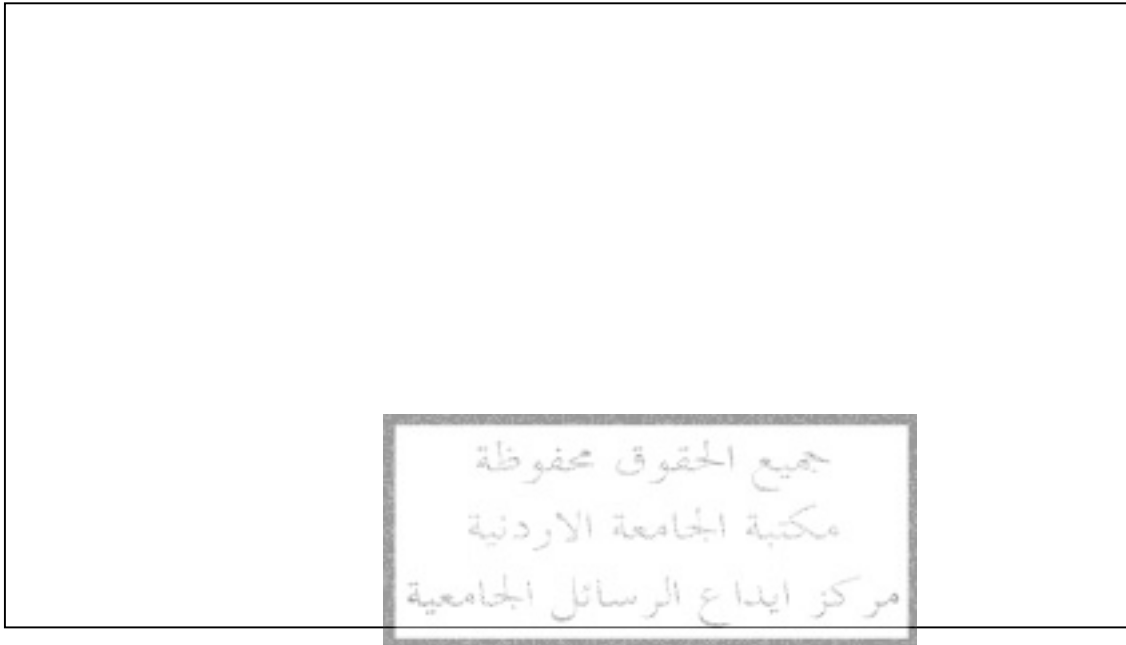 جميع الحقوق محفوظة
مكتبة الجامعة الاردنية
مركز ايداع الرسائل الجامعية